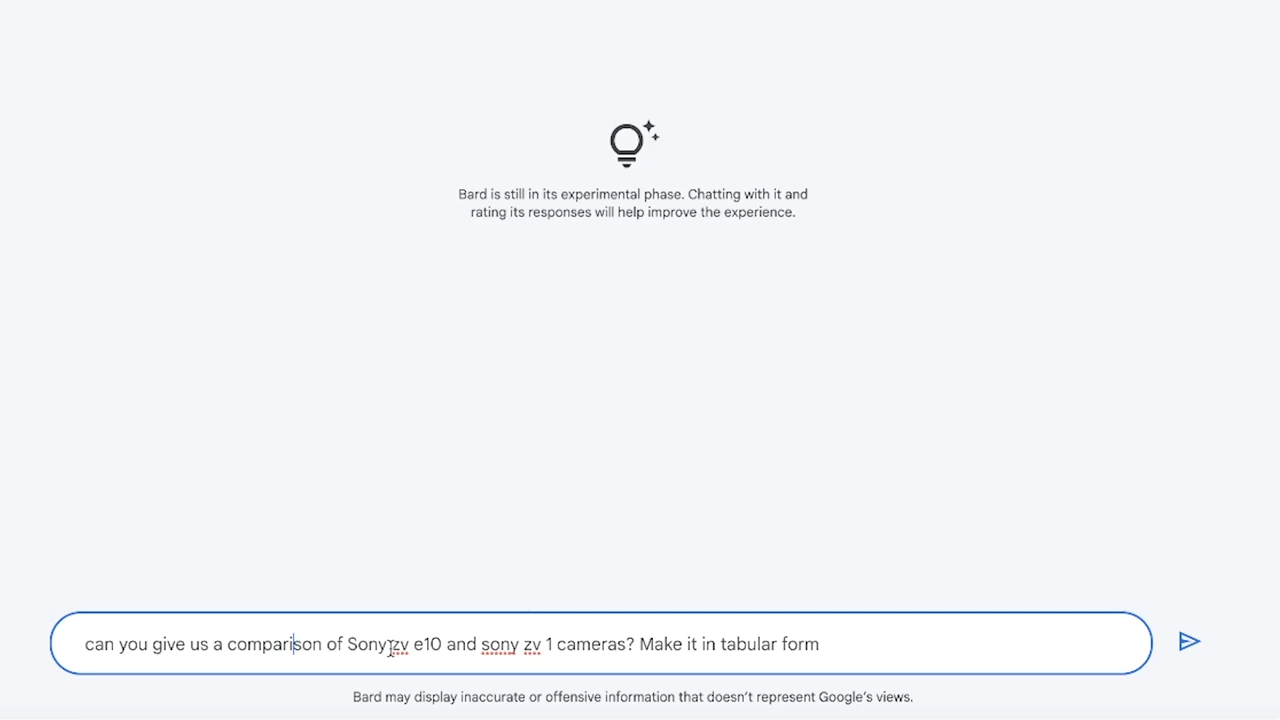 Bard is still in its experimental phase. Chatting with it and
rating its responses will help improve the experience.
can you give us a comparison of Sony zv e10 and sony zv 1 cameras? Make it in tabular form
Bard may display inaccurate or offensive information that doesn't represent Google's views.